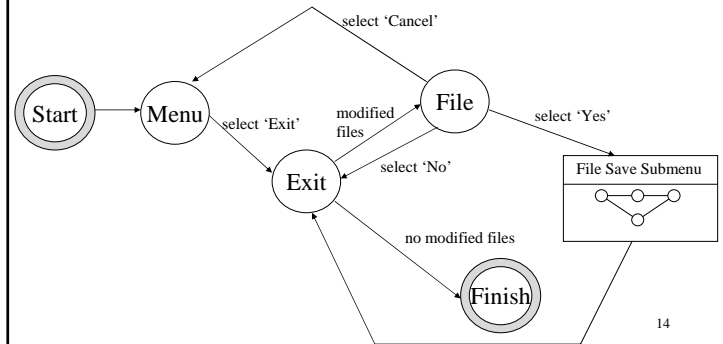 select ‘Cancel’
Start
Menu
File
modified
files
select ‘Exit’
select ‘Yes’
select ‘No’
File Save Submenu
Exit
no modified files
Finish
14